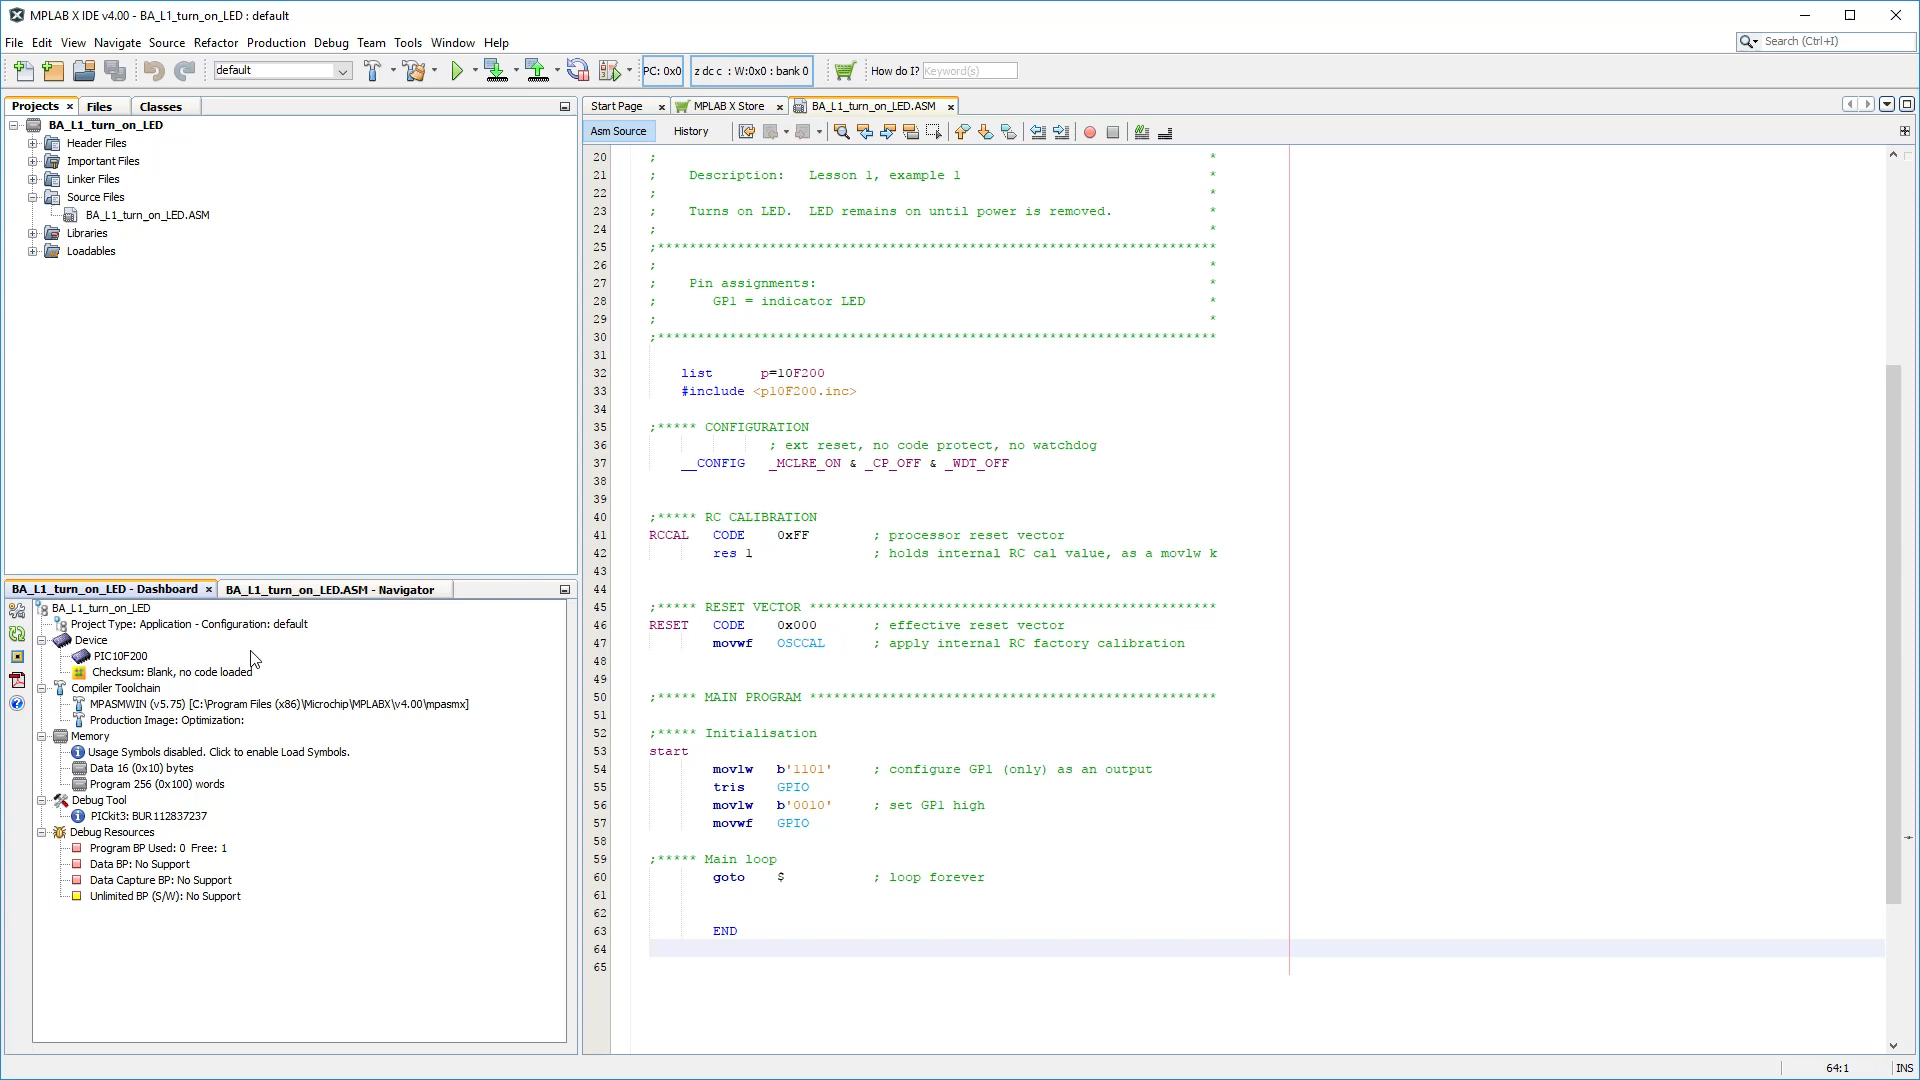 MPLAB X IDE v4.00 - BA_L1_turn_on_LED : default
File Edit View Navigate Source Refactor Production Debug Team Tools Window Help
Search (Ctrl+I)
default
PC: 0x0
z dc c : W:0x0 : bank 0
How do I? Keyword(s)
Projects
Files
Classes
BA_L1_turn_on_LED
Header Files
Important Files
Linker Files
Source Files
BA_L1_turn_on_LED.ASM
Libraries
Loadables
BA_L1_turn_on_LED - Dashboard
BA_L1_turn_on_LED.ASM - Navigator
BA_L1_turn_on_LED
Project Type: Application - Configuration: default
Device
PIC10F200
Checksum: Blank, no code loaded
Compiler Toolchain
MPASMWIN (v5.75) [C:\Program Files (x86)\Microchip\MPLABX\v4.00\mpasmx]
Production Image: Optimization:
Memory
Usage Symbols disabled. Click to enable Load Symbols.
Data 16 (0x10) bytes
Program 256 (0x100) words
Debug Tool
PICkit3: BUR112837237
Debug Resources
Program BP Used: 0 Free: 1
Data BP: No Support
Data Capture BP: No Support
Unlimited BP (S/W): No Support
Start Page
MPLAB X Store
BA_L1_turn_on_LED.ASM
Asm Source
History
20 ; *
21 ; Description: Lesson 1, example 1 *
22 ; *
23 ; Turns on LED. LED remains on until power is removed. *
24 ; *
25 ;**********************************************************************
26 ; *
27 ; Pin assignments: *
28 ; GP1 = indicator LED *
29 ; *
30 ;**********************************************************************
31
32 list p=10F200
33 #include <p10F200.inc>
34
35 ;***** CONFIGURATION
36 ; ext reset, no code protect, no watchdog
37 __CONFIG _MCLRE_ON & _CP_OFF & _WDT_OFF
38
39
40 ;***** RC CALIBRATION
41 RCCAL CODE 0xFF ; processor reset vector
42 res 1 ; holds internal RC cal value, as a movlw k
43
44
45 ;***** RESET VECTOR ***************************************************
46 RESET CODE 0x000 ; effective reset vector
47 movwf OSCCAL ; apply internal RC factory calibration
48
49
50 ;***** MAIN PROGRAM ***************************************************
51
52 ;***** Initialisation
53 start
54 movlw b'1101' ; configure GP1 (only) as an output
55 tris GPIO
56 movlw b'0010' ; set GP1 high
57 movwf GPIO
58
59 ;***** Main loop
60 goto $ ; loop forever
61
62
63 END
64
65
64:1
INS